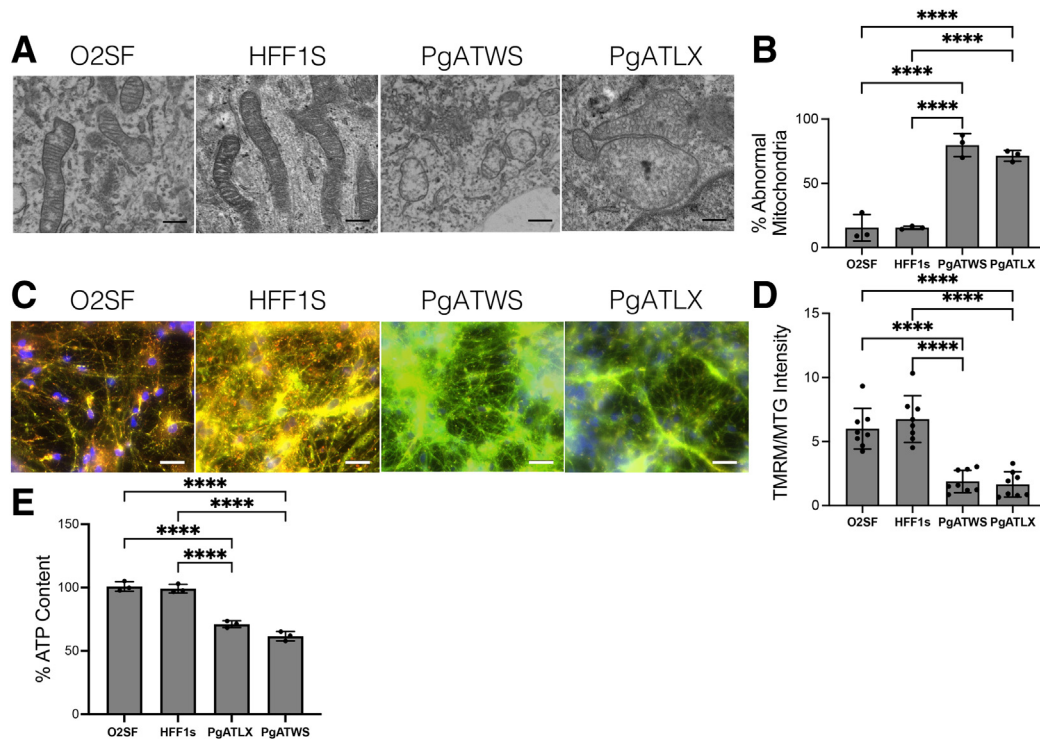 A
O2SF HFF1S PgATWS PgATLX
B
****
****
****
****
100
50
0
% Abnormal
Mitochondria
O2SF HFF1s PgATWS PgATLX
C
O2SF HFF1S PgATWS PgATLX
D
****
****
****
****
15
10
5
0
TMRM/MTG Intensity
O2SF HFF1s PgATWS PgATLX
E
****
****
****
****
150
100
50
0
% ATP Content
O2SF HFF1s PgATLX PgATWS